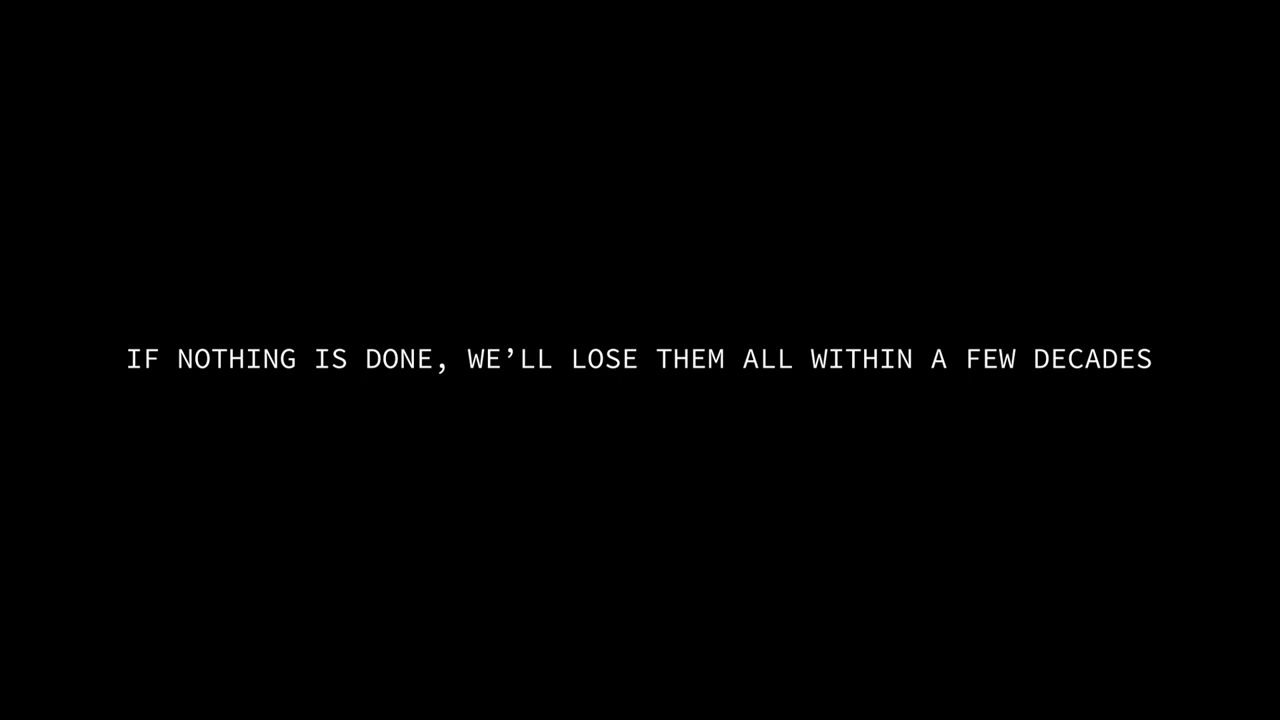 IF NOTHING IS DONE, WE’LL LOSE THEM ALL WITHIN A FEW DECADES